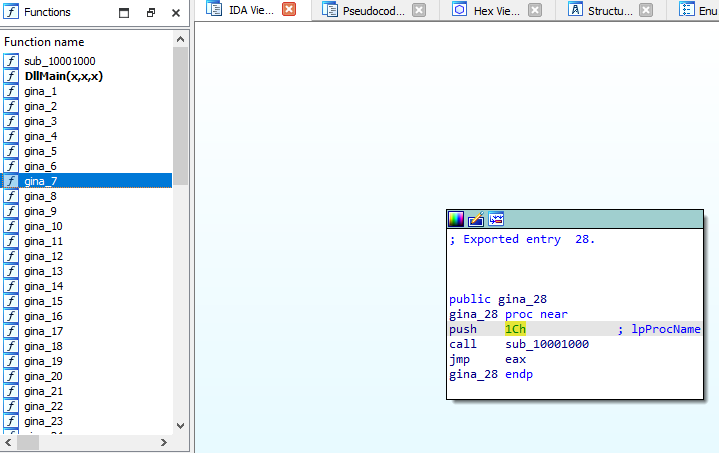 Functions
IDA Vie...
Pseudocod...
Hex Vie...
Structu...
Enu
Function name
sub_10001000
DllMain(x,x,x)
gina_1
gina_2
gina_3
gina_4
gina_5
gina_6
gina_7
gina_8
gina_9
gina_10
gina_11
gina_12
gina_13
gina_14
gina_15
gina_16
gina_17
gina_18
gina_19
gina_20
gina_21
gina_22
gina_23
; Exported entry  28.
public gina_28
gina_28 proc near
push    1Ch             ; lpProcName
call    sub_10001000
jmp     eax
gina_28 endp